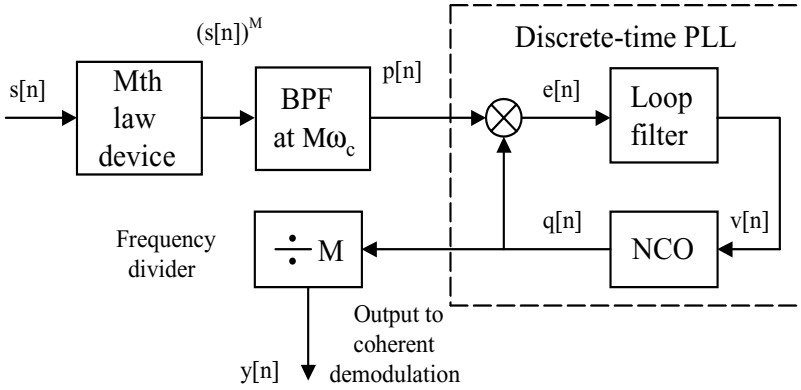 (s[n])^M
Discrete-time PLL
s[n]
Mth
law
device
BPF
at Mω_c
p[n]
e[n]
Loop
filter
Frequency
divider
÷ M
q[n]
NCO
v[n]
Output to
coherent
demodulation
y[n]